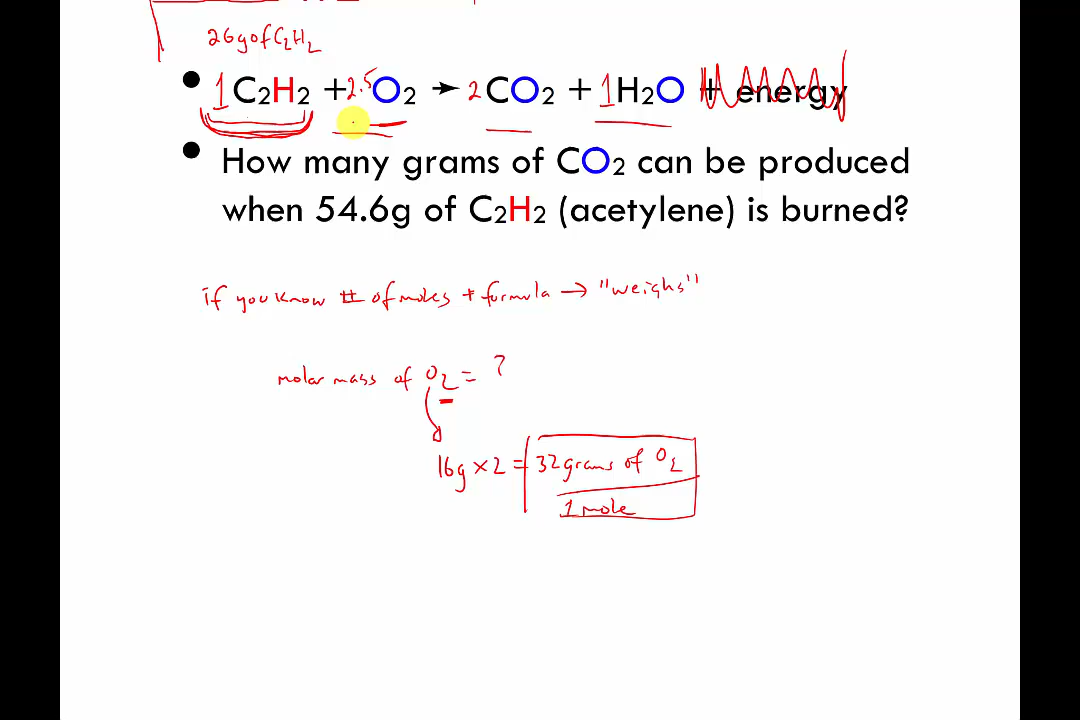 26g of C₂H₂
• 1 C₂H₂ + 2.5 O₂ → 2 CO₂ + 1 H₂O + energy
• How many grams of CO₂ can be produced
when 54.6g of C₂H₂ (acetylene) is burned?
if you know # of moles + formula → "weighs"
molar mass of O₂ = ?
16g × 2 = 32 grams of O₂
1 mole